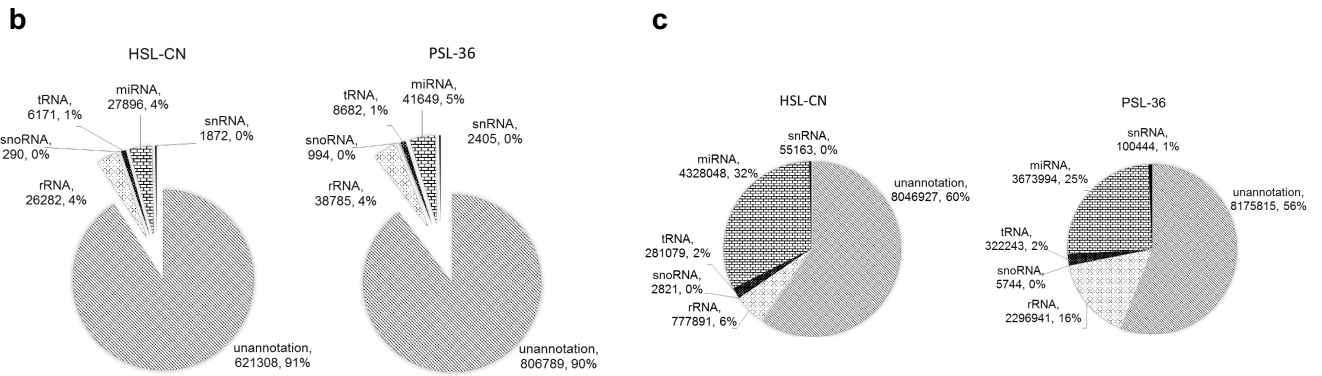 b
HSL-CN
miRNA,
27896, 4%
tRNA,
6171, 1%
snRNA,
1872, 0%
snoRNA,
290, 0%
rRNA,
26282, 4%
unannotation,
621308, 91%
PSL-36
miRNA,
41649, 5%
tRNA,
8682, 1%
snRNA,
2405, 0%
snoRNA,
994, 0%
rRNA,
38785, 4%
unannotation,
806789, 90%
c
HSL-CN
snRNA,
55163, 0%
miRNA,
4328048, 32%
unannotation,
8046927, 60%
tRNA,
281079, 2%
snoRNA,
2821, 0%
rRNA,
777891, 6%
PSL-36
snRNA,
100444, 1%
miRNA,
3673994, 25%
unannotation,
8175815, 56%
tRNA,
322243, 2%
snoRNA,
5744, 0%
rRNA,
2296941, 16%